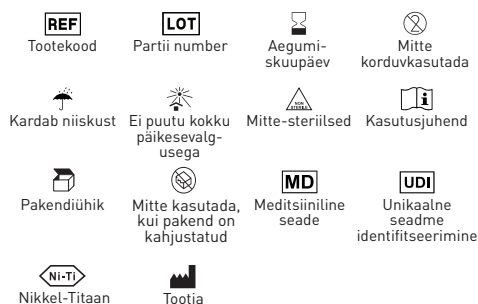 REF
LOT
2
Tootekood
Partii number
Aegumi-
skuupäev
Mitte
korduvkasutada
NON
STERILE
i
Kardab niiskust
Ei puutu kokku
päikesevalg-
usega
Mitte-steriilsed
Kasutusjuhend
MD
UDI
Pakendiühik
Mitte kasutada,
kui pakend on
kahjustatud
Meditsiiniline
seade
Unikaalne
seadme
identifitseerimine
Ni-Ti
Nikkel-Titaan
Tootja